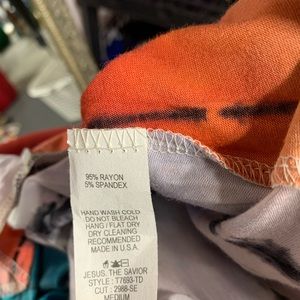 95% RAYON
5% SPANDEX
HAND WASH COLD
DO NOT BLEACH
HANG / FLAT DRY
DRY CLEANING
RECOMMENDED
MADE IN U.S.A.
JESUS. THE SAVIOR
STYLE : 77693-TD
CUT : 2988-SE
MEDIUM